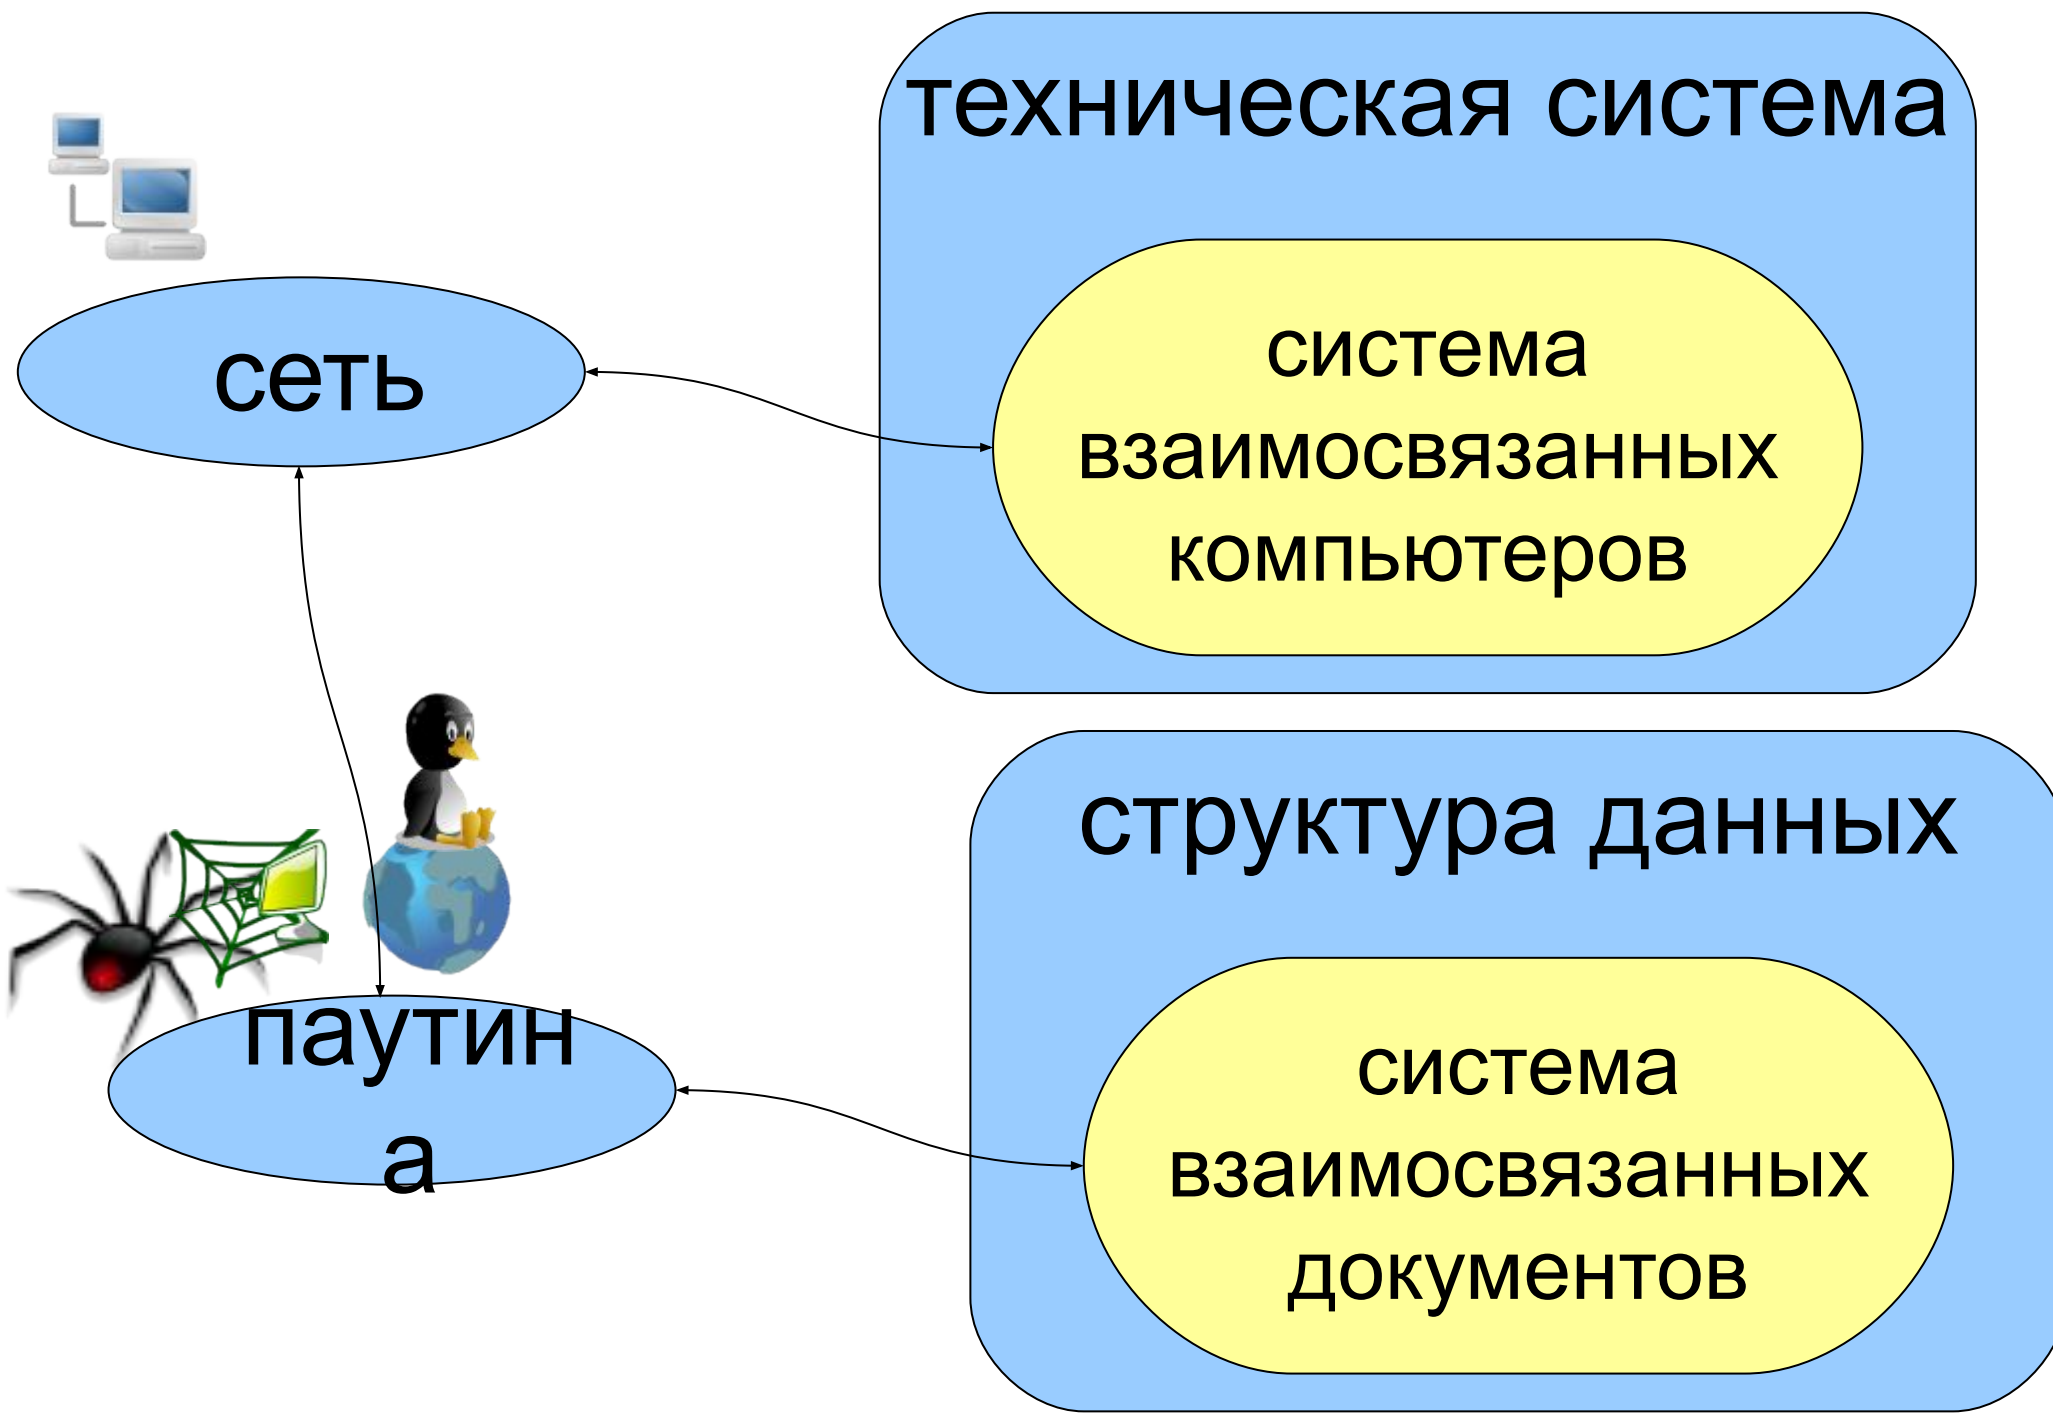 техническая система
система
взаимосвязанных
компьютеров
сеть
структура данных
система
взаимосвязанных
документов
паутин
а